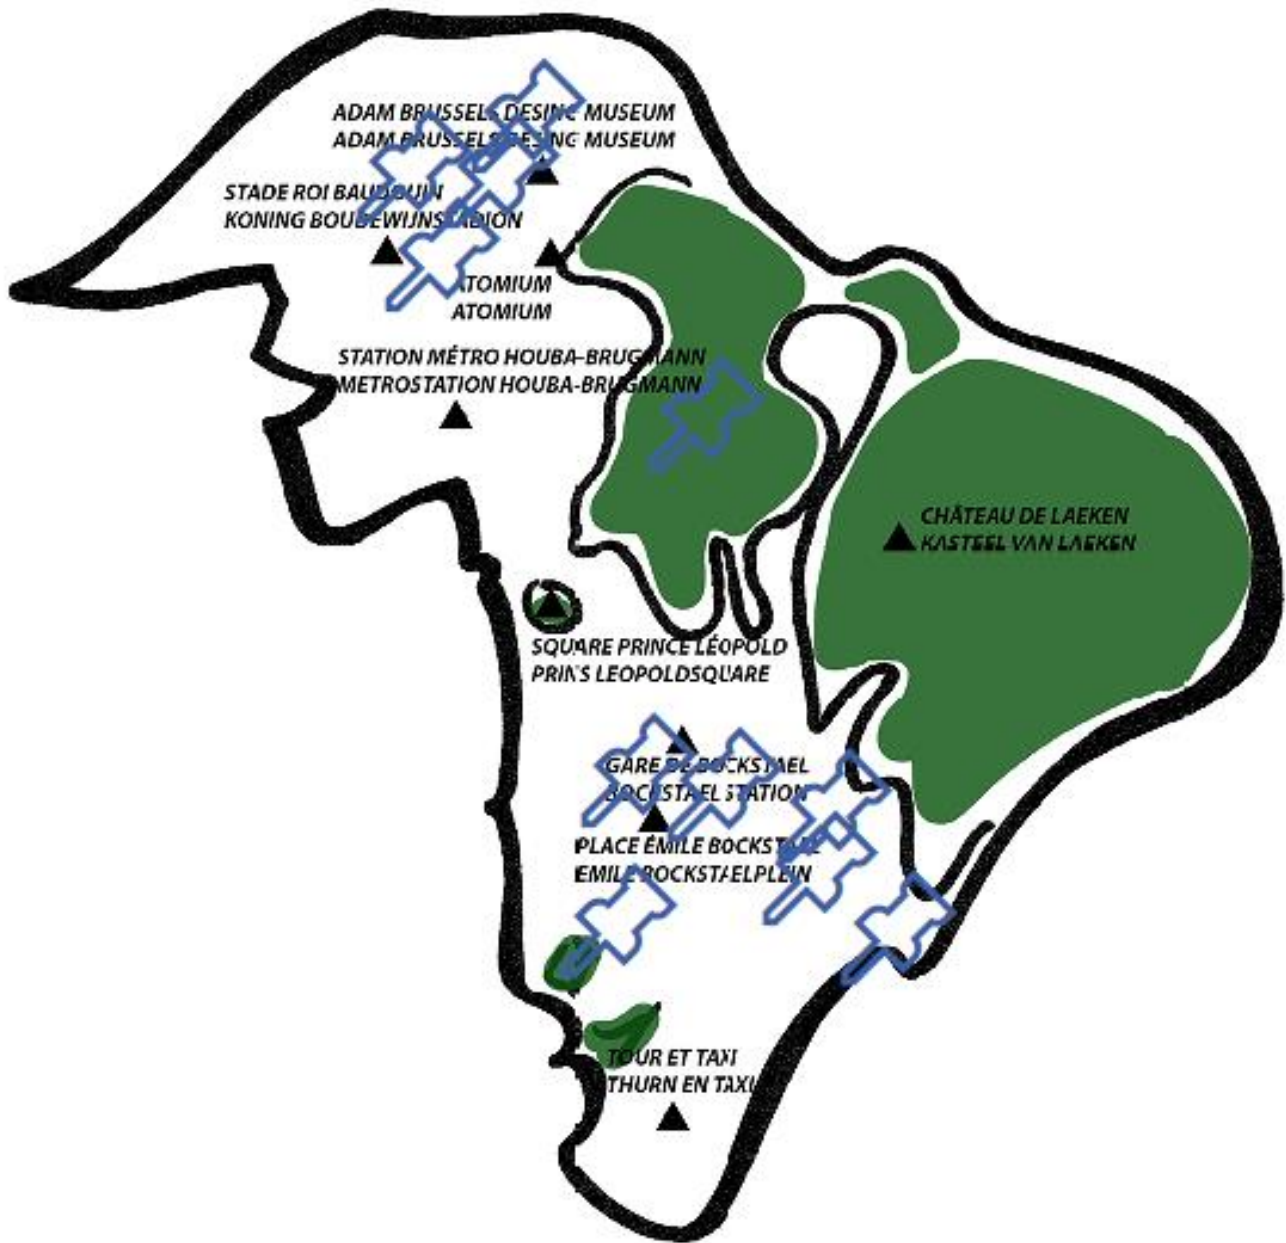 ADAM BRUSSELS DESING MUSEUM
ADAM BRUSSELS DESING MUSEUM
STADE ROI BAUDOUIN
KONING BOUDEWIJNSTADION
ATOMIUM
ATOMIUM
STATION MÉTRO HOUBA-BRUGMANN
METROSTATION HOUBA-BRUGMANN
CHÂTEAU DE LAEKEN
KASTEEL VAN LAEKEN
SQUARE PRINCE LÉOPOLD
PRINS LEOPOLDSQUARE
GARE DE BOCKSTAEL
BOCKSTAEL STATION
PLACE ÉMILE BOCKSTAEL
EMILE BOCKSTAELPLEIN
TOUR ET TAXI
THURN EN TAXI